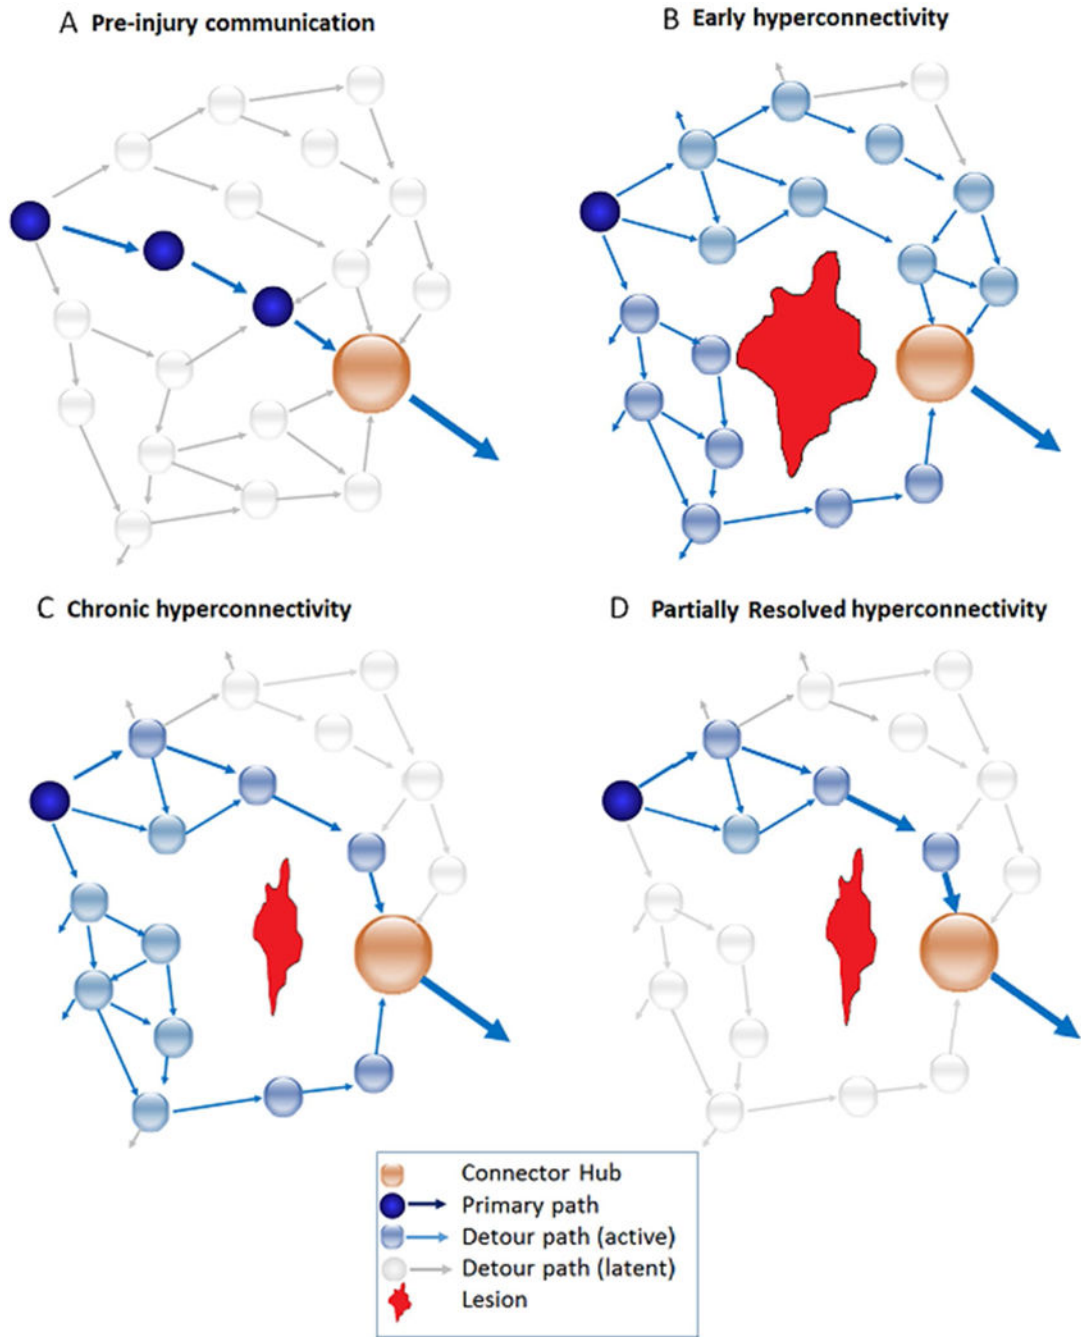 A Pre-injury communication
B Early hyperconnectivity
C Chronic hyperconnectivity
D Partially Resolved hyperconnectivity
Connector Hub
Primary path
Detour path (active)
Detour path (latent)
Lesion